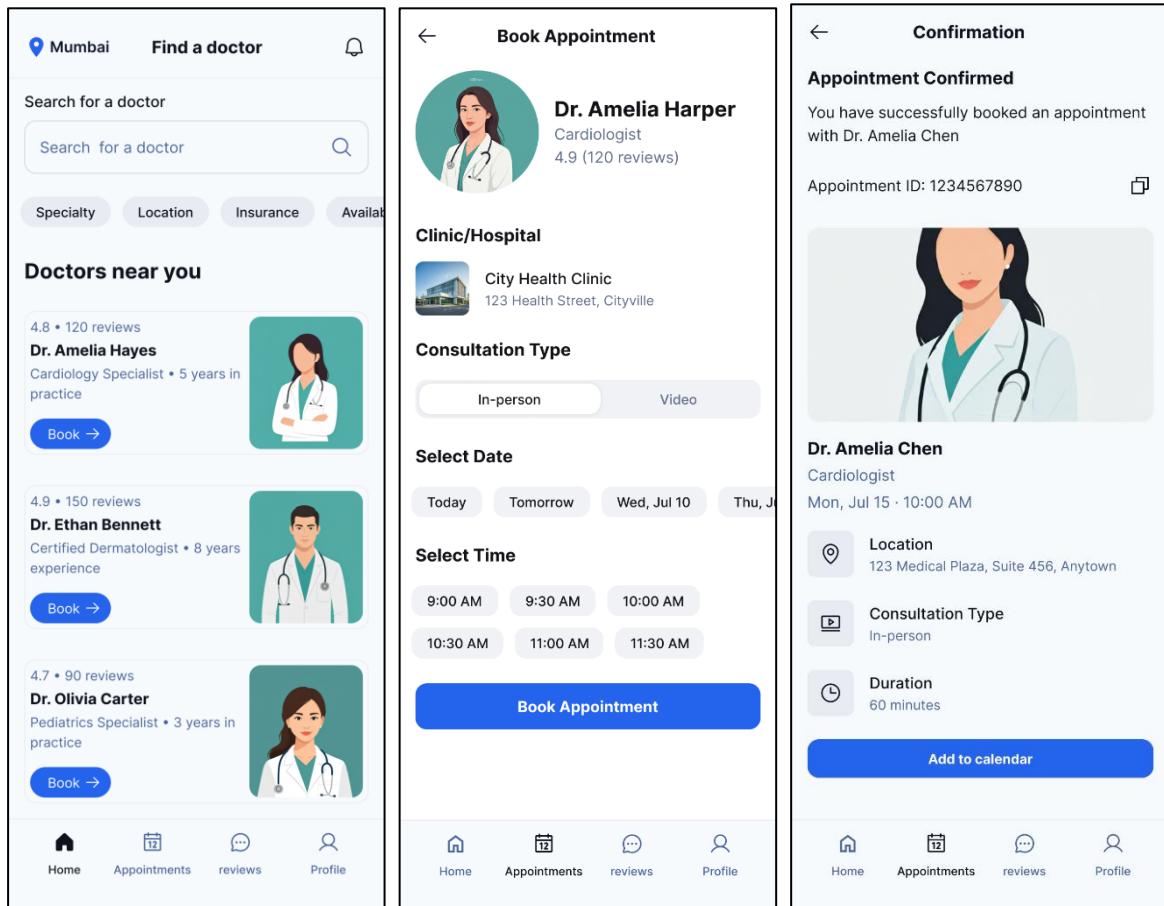 Mumbai
Find a doctor
Search for a doctor
Search for a doctor
Specialty
Location
Insurance
Availab
Doctors near you
4.8 • 120 reviews
Dr. Amelia Hayes
Cardiology Specialist • 5 years in
practice
Book →
4.9 • 150 reviews
Dr. Ethan Bennett
Certified Dermatologist • 8 years
experience
Book →
4.7 • 90 reviews
Dr. Olivia Carter
Pediatrics Specialist • 3 years in
practice
Book →
12
Home
Appointments
reviews
Profile
Book Appointment
Dr. Amelia Harper
Cardiologist
4.9 (120 reviews)
Clinic/Hospital
City Health Clinic
123 Health Street, Cityville
Consultation Type
In-person
Video
Select Date
Today
Tomorrow
Wed, Jul 10
Thu, Ju
Select Time
9:00 AM
9:30 AM
10:00 AM
10:30 AM
11:00 AM
11:30 AM
Book Appointment
12
Home
Appointments
reviews
Profile
Confirmation
Appointment Confirmed
You have successfully booked an appointment
with Dr. Amelia Chen
Appointment ID: 1234567890
Dr. Amelia Chen
Cardiologist
Mon, Jul 15 · 10:00 AM
Location
123 Medical Plaza, Suite 456, Anytown
Consultation Type
In-person
Duration
60 minutes
Add to calendar
12
Home
Appointments
reviews
Profile